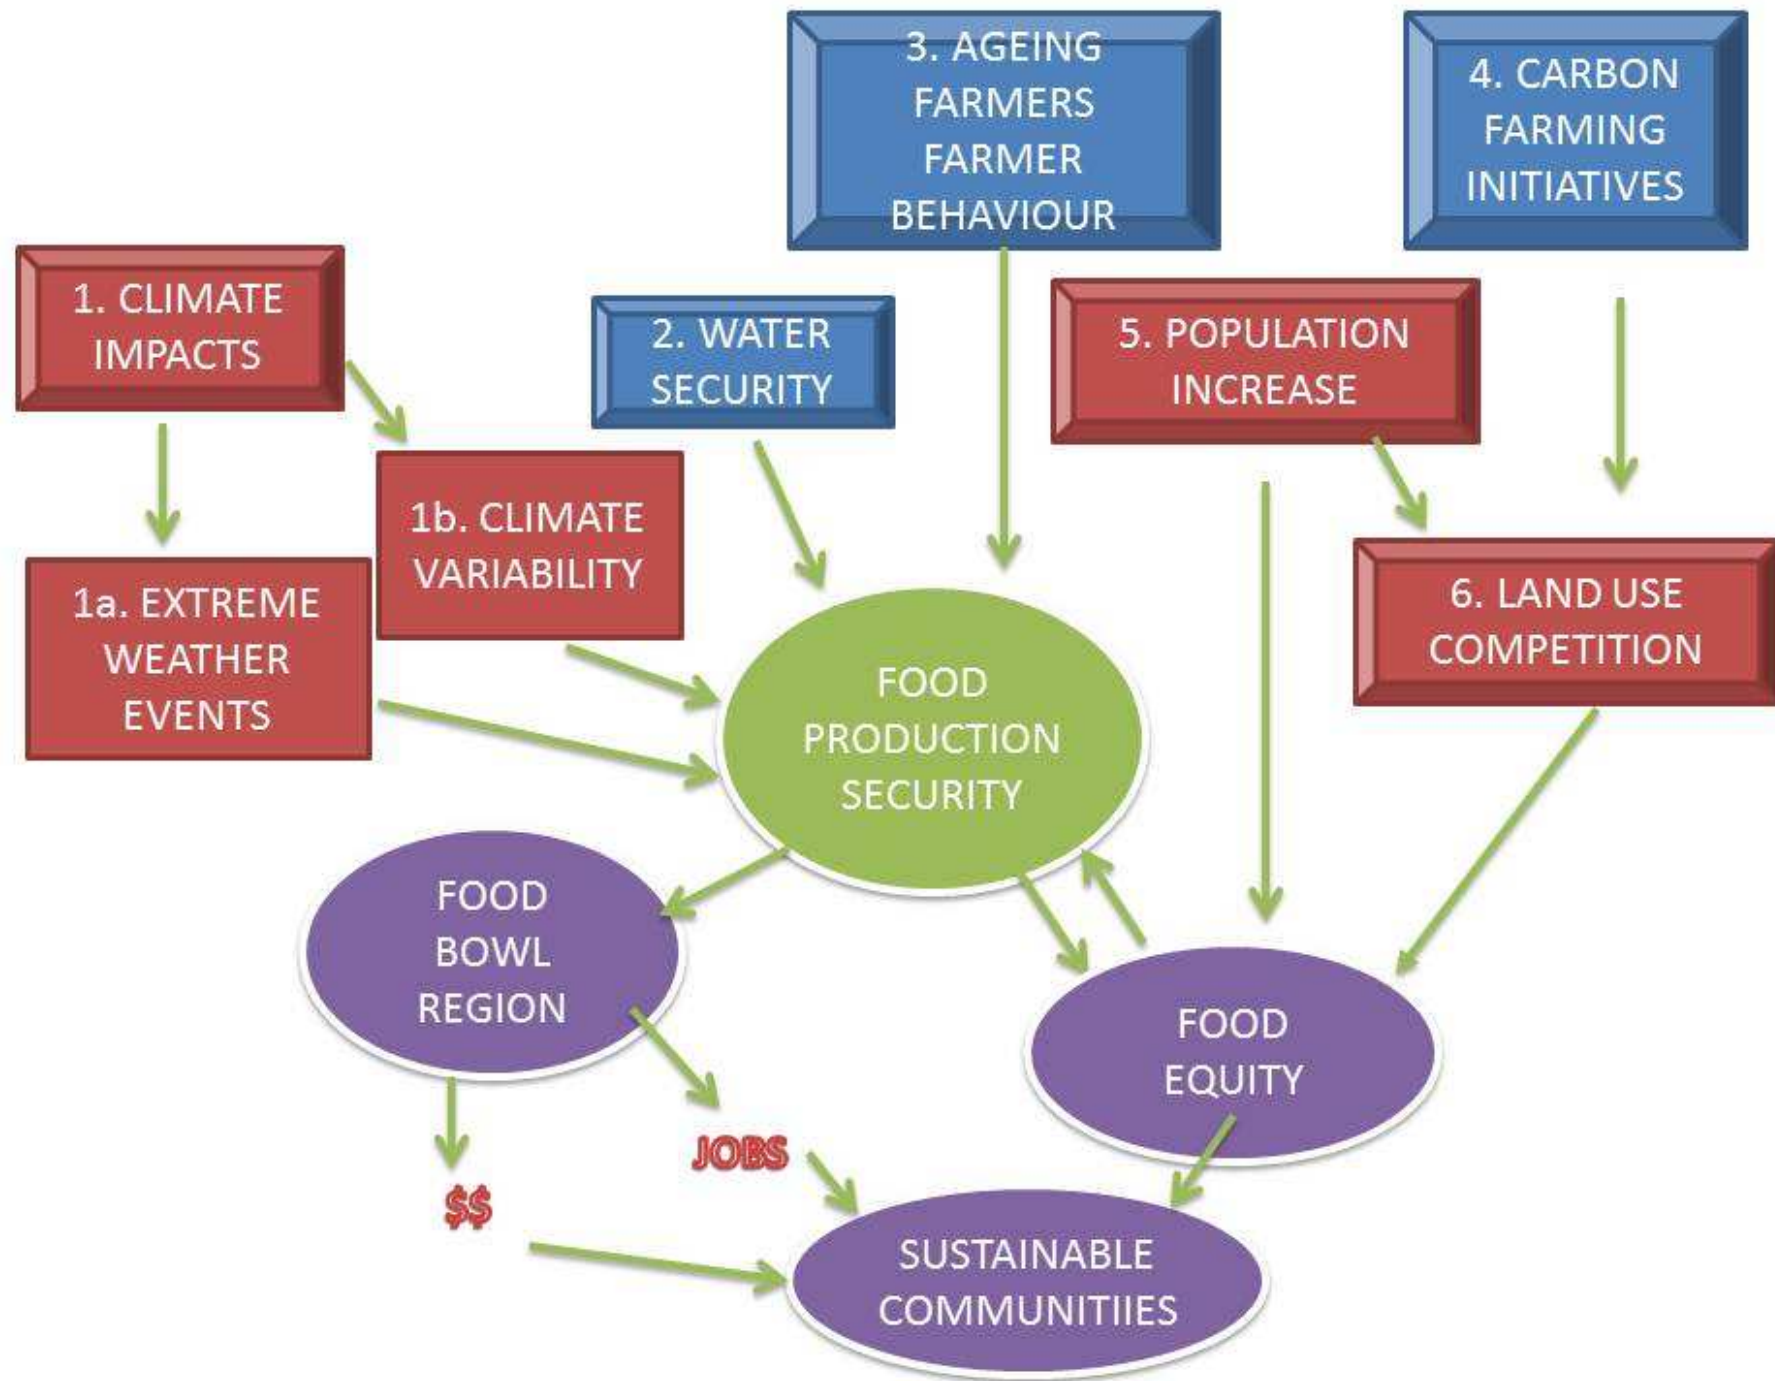 3. AGEING
FARMERS
FARMER
BEHAVIOUR
4. CARBON
FARMING
INITIATIVES
1. CLIMATE
IMPACTS
2. WATER
SECURITY
5. POPULATION
INCREASE
1b. CLIMATE
VARIABILITY
1a. EXTREME
WEATHER
EVENTS
6. LAND USE
COMPETITION
FOOD
PRODUCTION
SECURITY
FOOD
BOWL
REGION
FOOD
EQUITY
JOBS
$$
SUSTAINABLE
COMMUNITIIES